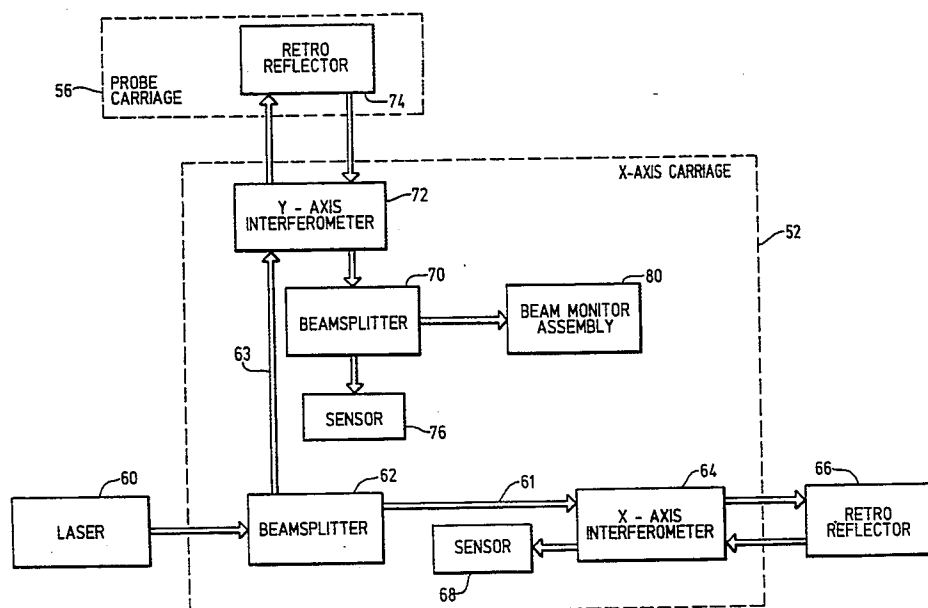 RETRO
REFLECTOR
74
56
PROBE
CARRIAGE
X-AXIS CARRIAGE
Y - AXIS
INTERFEROMETER
72
52
70
80
BEAMSPLITTER
BEAM MONITOR
ASSEMBLY
63
SENSOR
76
60
62
61
64
66
LASER
BEAMSPLITTER
X - AXIS
INTERFEROMETER
RETRO
REFLECTOR
SENSOR
68